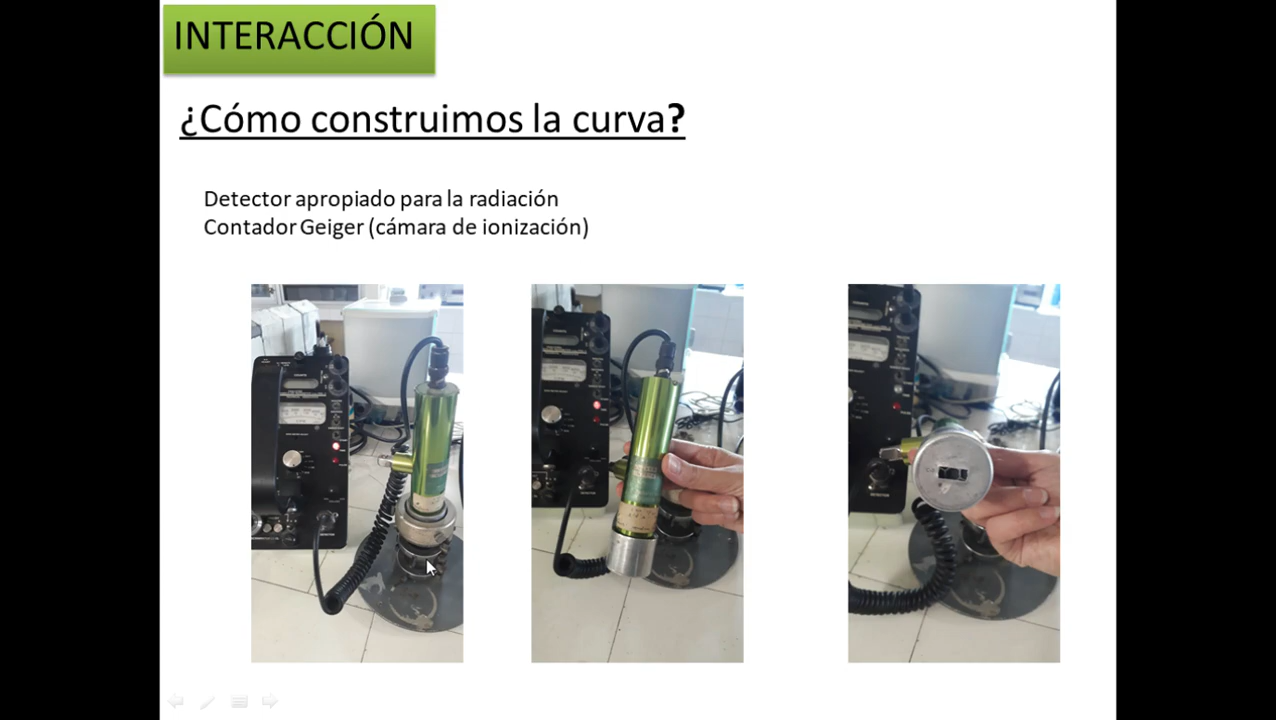 INTERACCIÓN
¿Cómo construimos la curva?
Detector apropiado para la radiación
Contador Geiger (cámara de ionización)